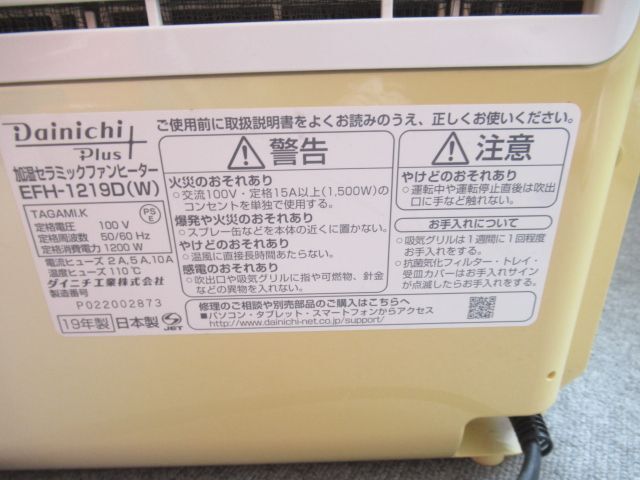 Dainichi
Plus+
加湿セラミックファンヒーター
EFH-1219D(W)
TAGAMI.K
定格電圧 100 V
定格周波数 50/60 Hz
定格消費電力 1200 W
PS
E
電流ヒューズ 2A,5A,10A
温度ヒューズ 110℃
ダイニチ工業株式会社
製造番号
P022002873
19年製 日本製 JET
ご使用前に取扱説明書をよくお読みのうえ、正しくお使いください。
警告
火災のおそれあり
○交流100V・定格15A以上(1,500W)の
コンセントを単独で使用する。
爆発や火災のおそれあり
○スプレー缶などを本体の近くに置かない。
やけどのおそれあり
○温風に直接長時間あたらない。
感電のおそれあり
○吹出口や吸気グリルに指や可燃物、針金
などの異物を入れない。
注意
やけどのおそれあり
○運転中や運転停止直後は吹出
口に手など触れない。
お手入れについて
○吸気グリルは1週間に1回程度
お手入れをする。
○抗菌気化フィルター・トレイ・
受皿カバーはお手入れサイン
が点滅したらお手入れする。
修理のご相談や別売部品のご購入はこちらへ
■パソコン・タブレット・スマートフォンからアクセス
http://www.dainichi-net.co.jp/support/